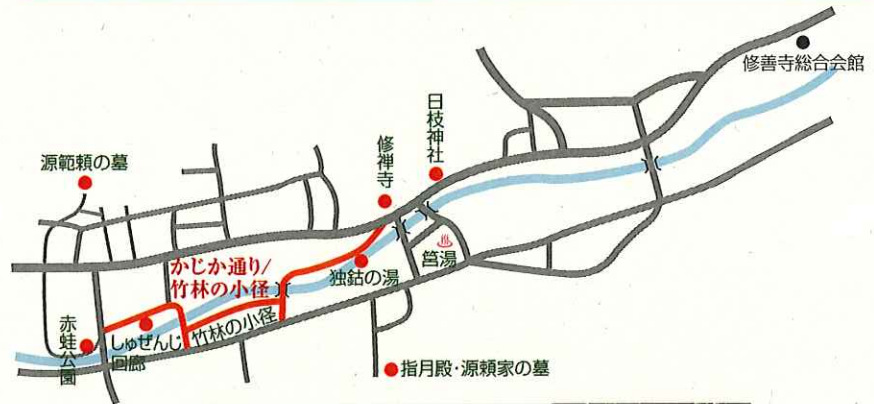 修善寺総合会館
日枝神社
修禅寺
源範頼の墓
かじか通り/
竹林の小径
独鈷の湯
筥湯
赤蛙公園
しゅぜんじ
回廊
竹林の小径
指月殿・源頼家の墓